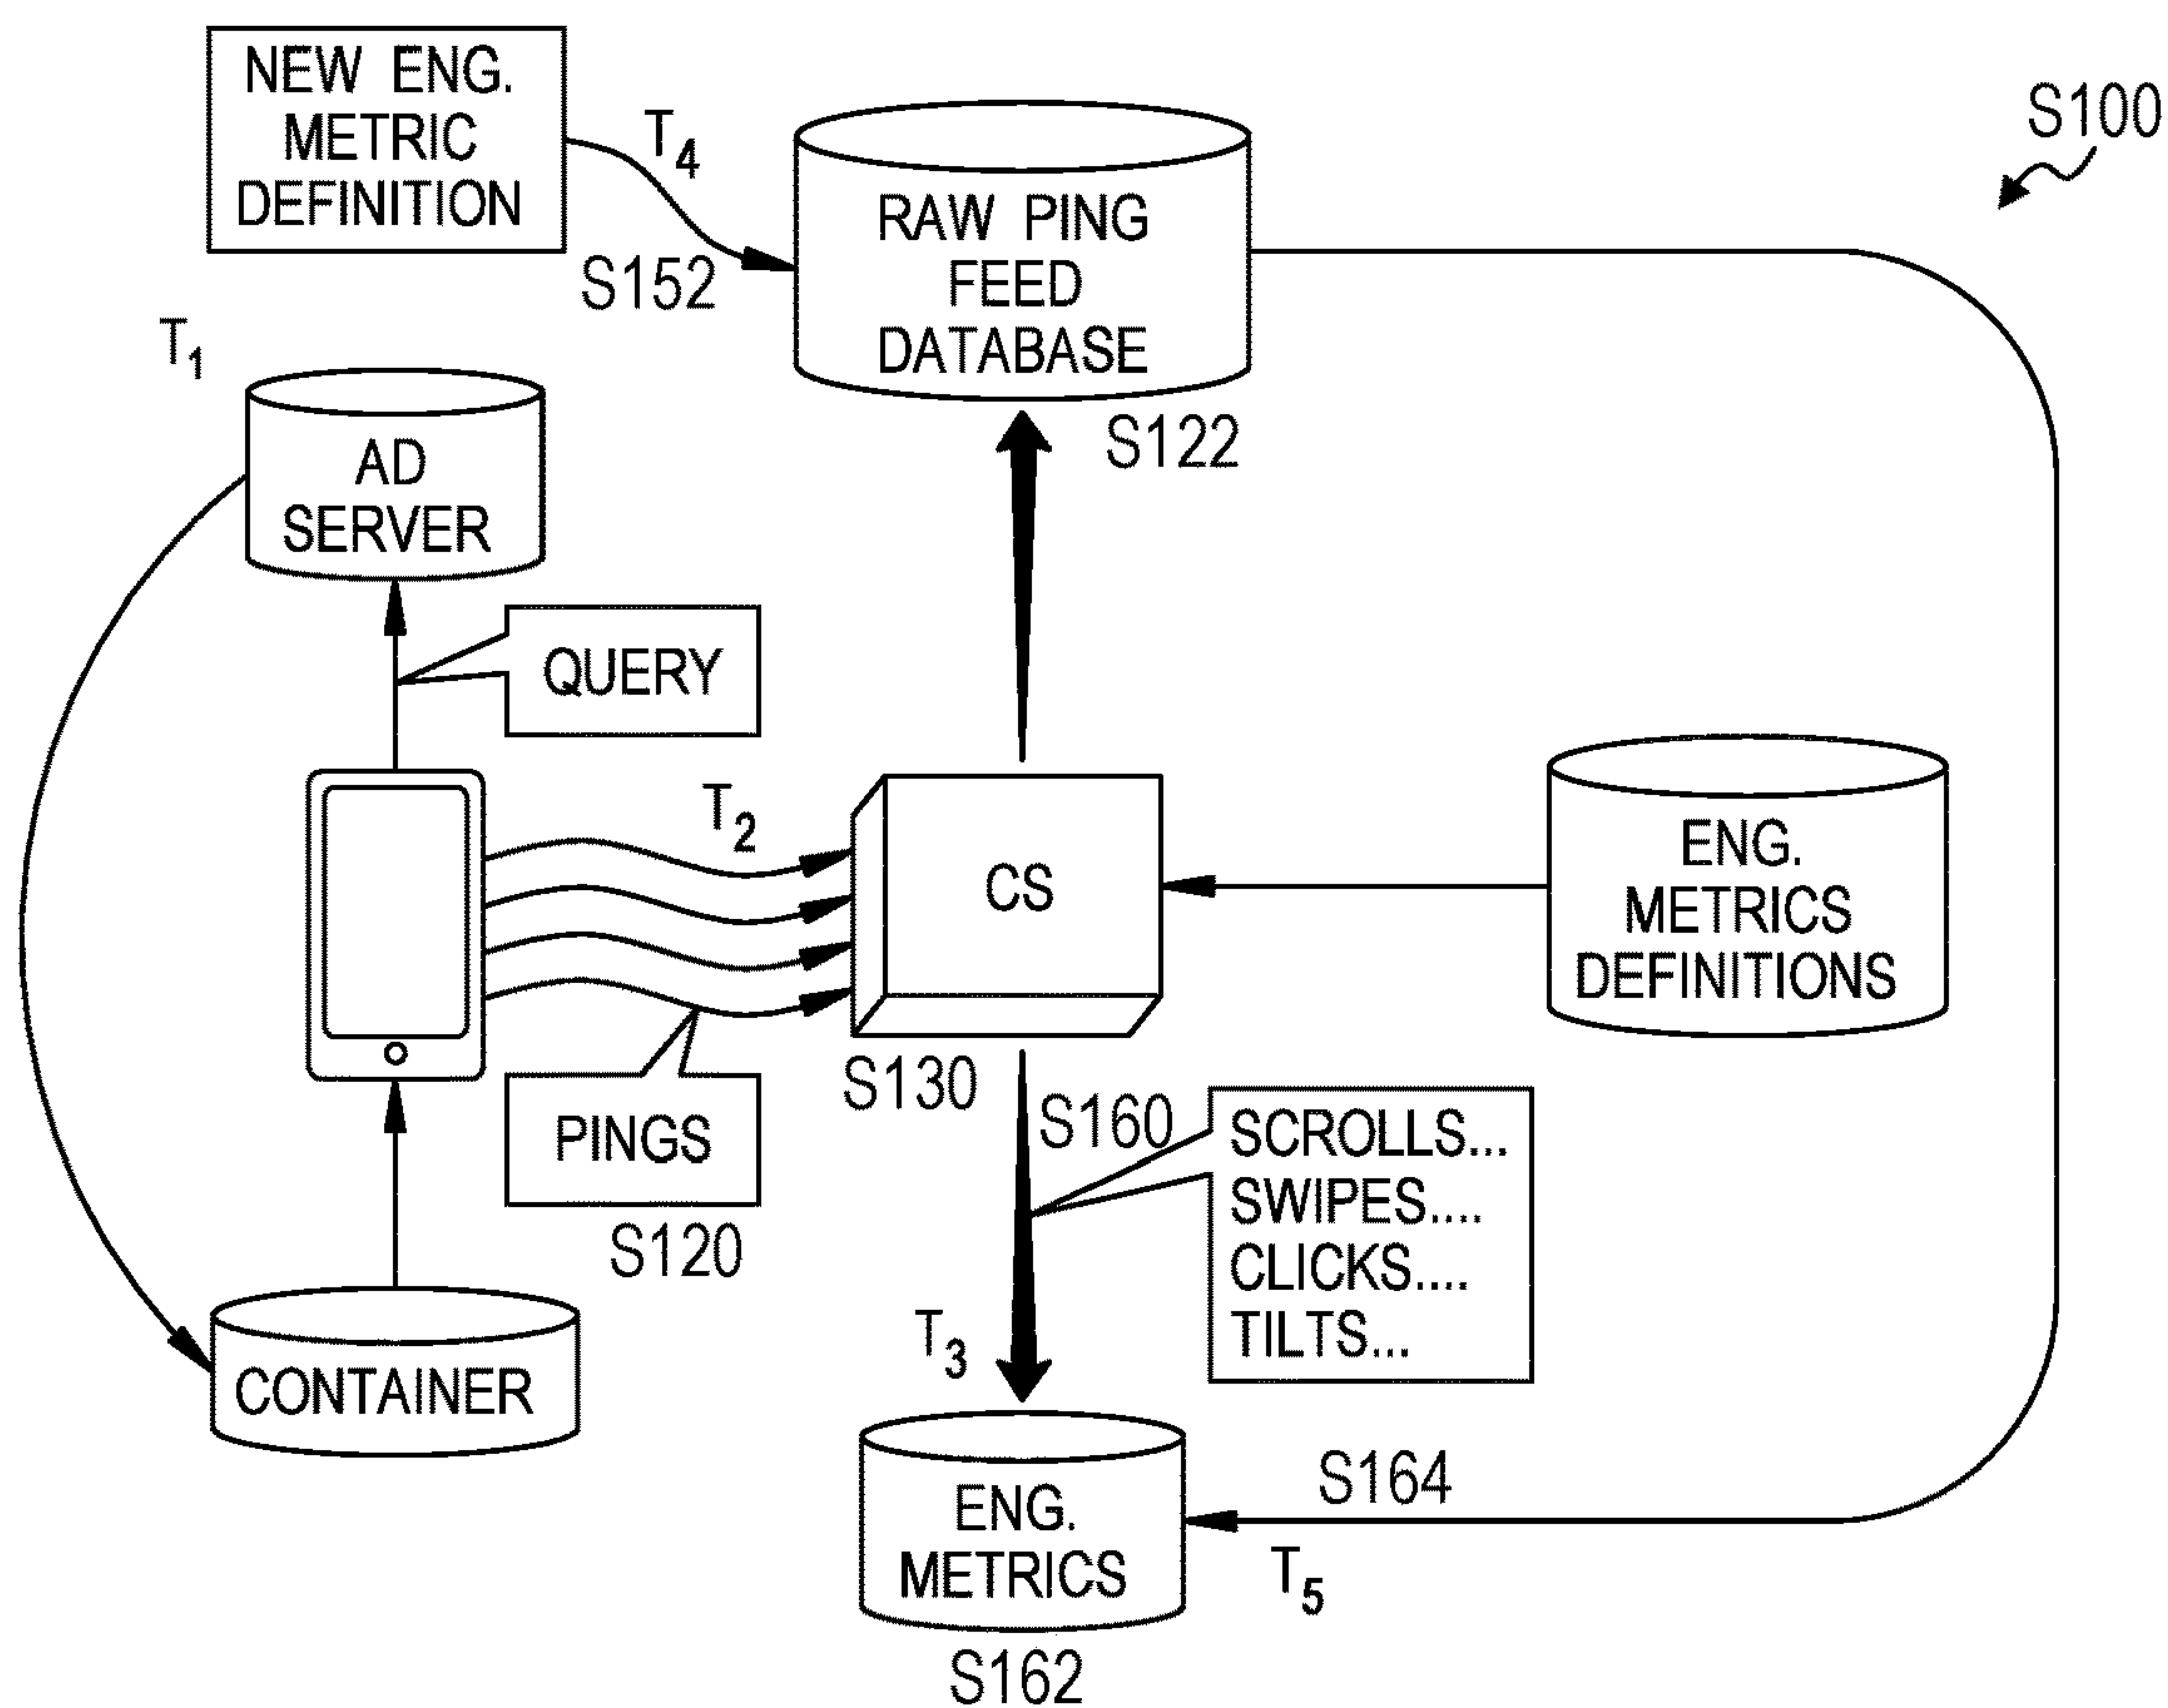 NEW ENG.
METRIC
DEFINITION
T4
S152
RAW PING
FEED
DATABASE
S122
S100
T1
AD
SERVER
QUERY
T2
CS
S130
ENG.
METRICS
DEFINITIONS
PINGS
S120
S160
SCROLLS...
SWIPES....
CLICKS....
TILTS...
T3
CONTAINER
ENG.
METRICS
S162
S164
T5